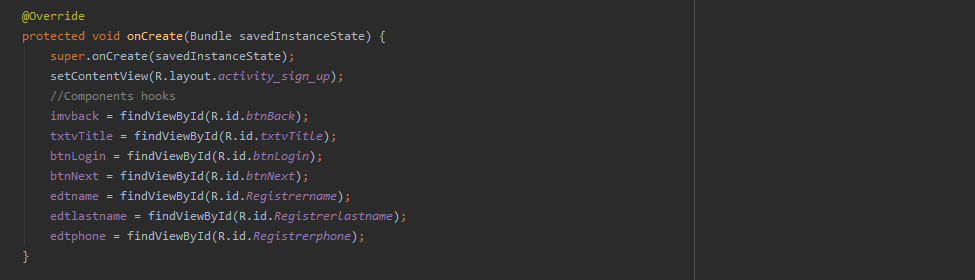 @Override
protected void onCreate(Bundle savedInstanceState) {
super.onCreate(savedInstanceState);
setContentView(R.layout.activity_sign_up);
//Components hooks
imvback = findViewById(R.id.btnBack);
txtvTitle = findViewById(R.id.txtvTitle);
btnLogin = findViewById(R.id.btnLogin);
btnNext = findViewById(R.id.btnNext);
edtname = findViewById(R.id.Registrername);
edtlastname = findViewById(R.id.Registrerlastname);
edtphone = findViewById(R.id.Registrerphone);
}